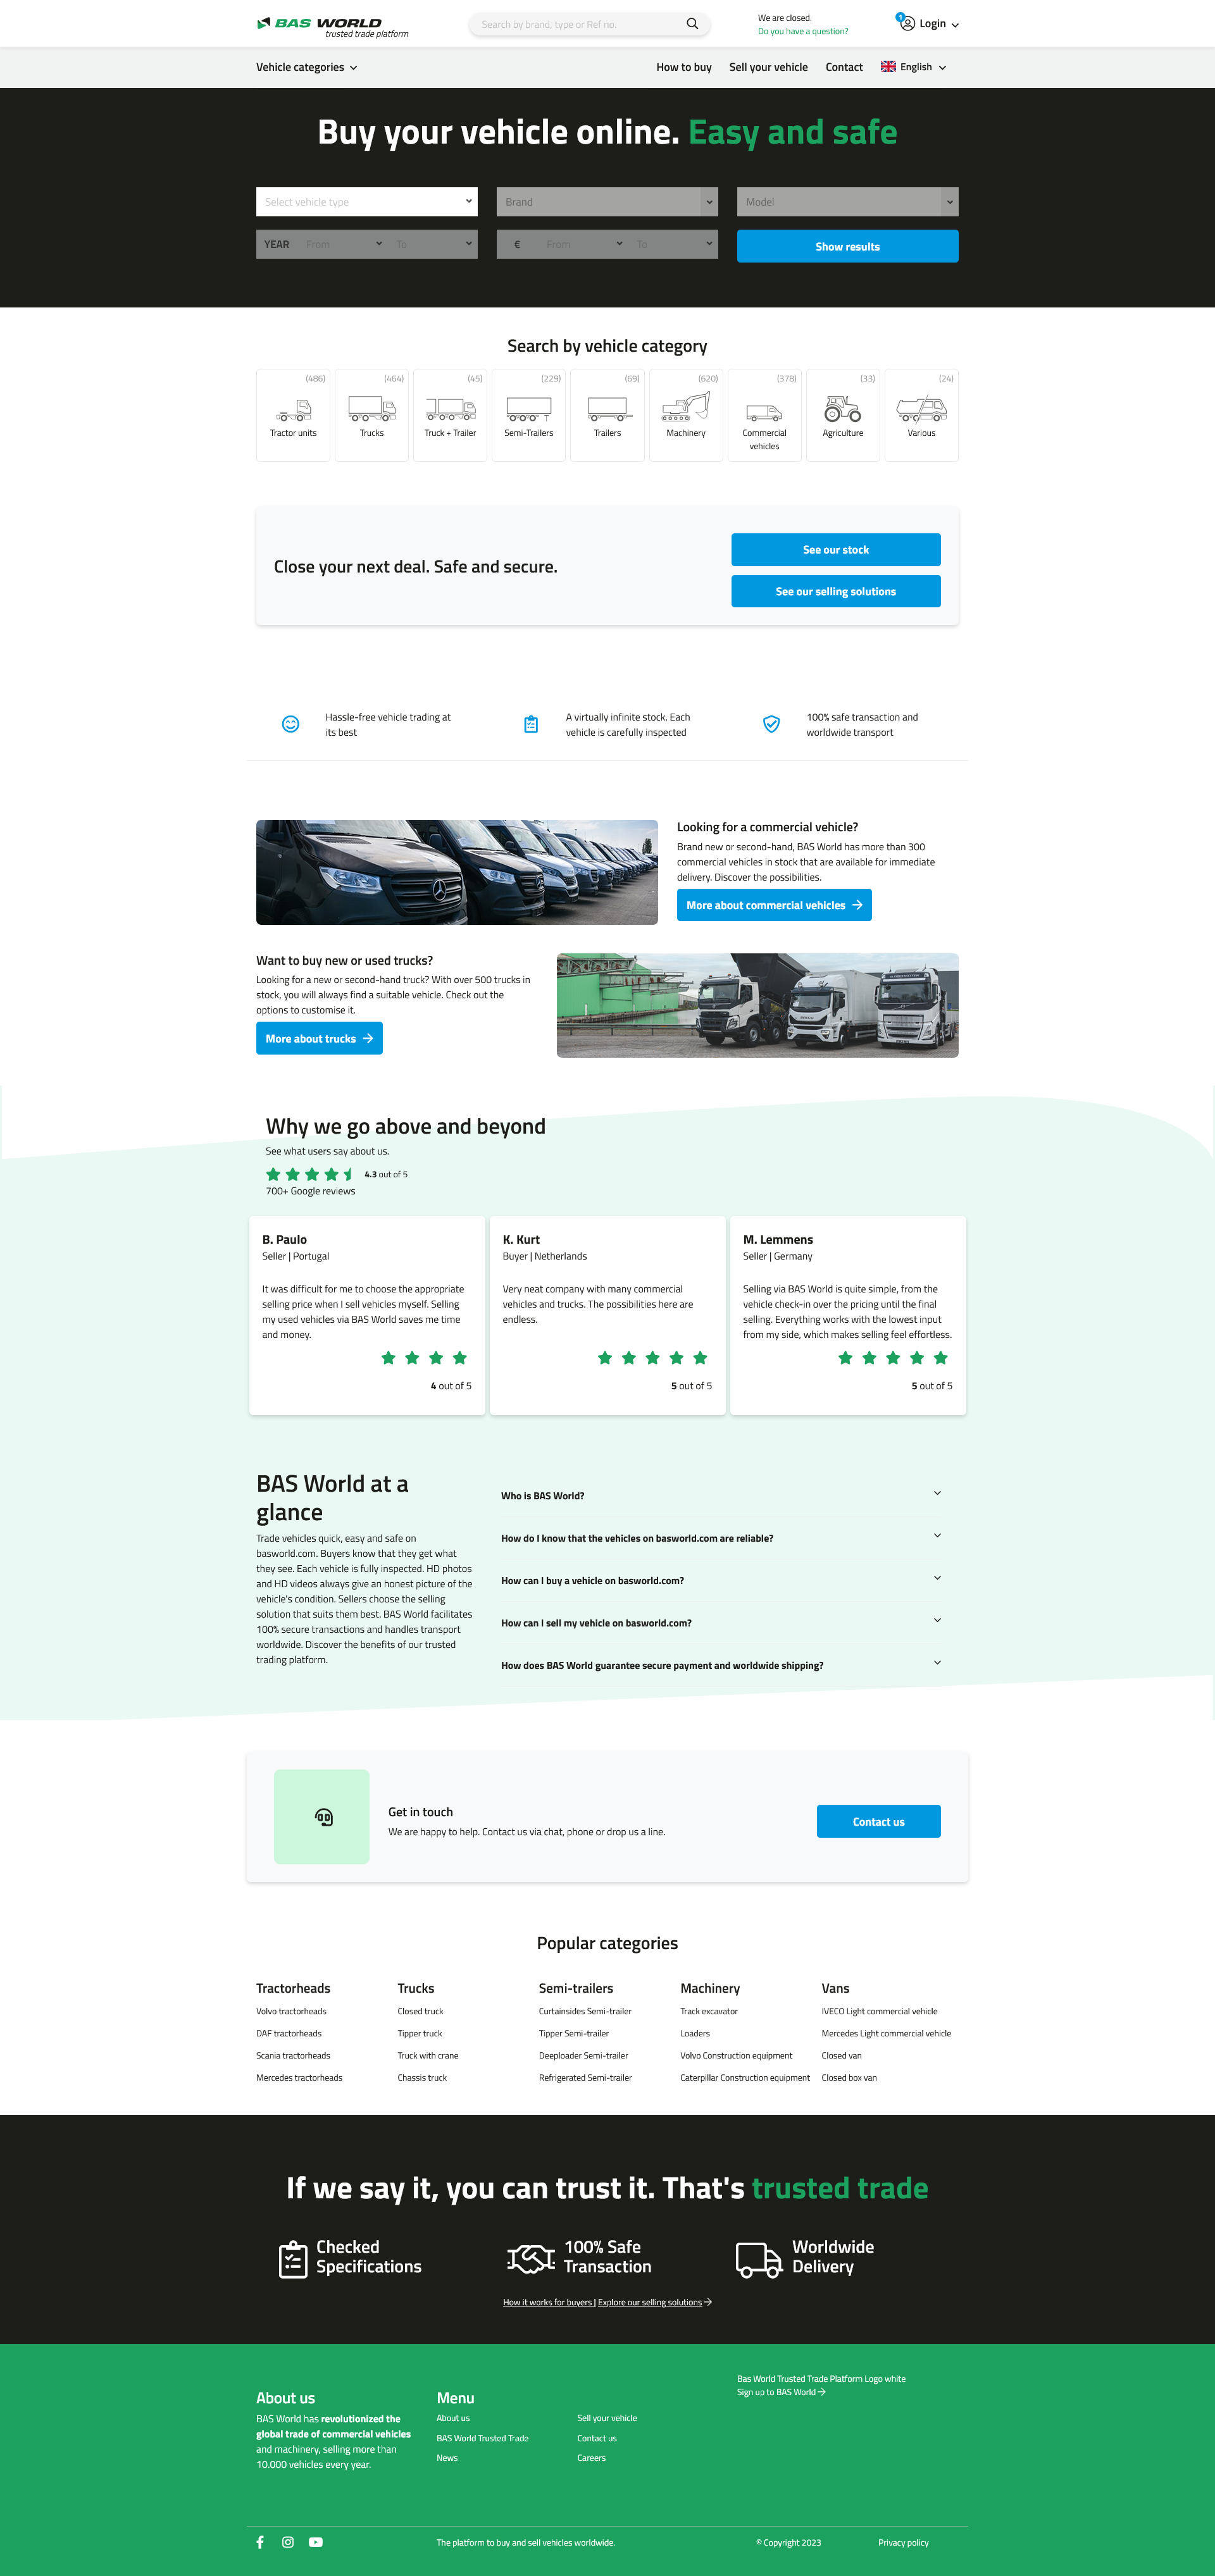 BAS WORLD
trusted trade platform
Search by brand, type or Ref no.
We are closed.
Do you have a question?
1
Login
Vehicle categories
How to buy
Sell your vehicle
Contact
English
Buy your vehicle online. Easy and safe
Select vehicle type
Brand
Model
YEAR From To
€ From To
Show results
Search by vehicle category
(486)
Tractor units
(464)
Trucks
(45)
Truck + Trailer
(229)
Semi-Trailers
(69)
Trailers
(620)
Machinery
(378)
Commercial
vehicles
(33)
Agriculture
(24)
Various
Close your next deal. Safe and secure.
See our stock
See our selling solutions
Hassle-free vehicle trading at
its best
A virtually infinite stock. Each
vehicle is carefully inspected
100% safe transaction and
worldwide transport
Looking for a commercial vehicle?
Brand new or second-hand, BAS World has more than 300
commercial vehicles in stock that are available for immediate
delivery. Discover the possibilities.
More about commercial vehicles
Want to buy new or used trucks?
Looking for a new or second-hand truck? With over 500 trucks in
stock, you will always find a suitable vehicle. Check out the
options to customise it.
More about trucks
Why we go above and beyond
See what users say about us.
4.3 out of 5
700+ Google reviews
B. Paulo
Seller | Portugal
It was difficult for me to choose the appropriate
selling price when I sell vehicles myself. Selling
my used vehicles via BAS World saves me time
and money.
4 out of 5
K. Kurt
Buyer | Netherlands
Very neat company with many commercial
vehicles and trucks. The possibilities here are
endless.
5 out of 5
M. Lemmens
Seller | Germany
Selling via BAS World is quite simple, from the
vehicle check-in over the pricing until the final
selling. Everything works with the lowest input
from my side, which makes selling feel effortless.
5 out of 5
BAS World at a
glance
Trade vehicles quick, easy and safe on
basworld.com. Buyers know that they get what
they see. Each vehicle is fully inspected. HD photos
and HD videos always give an honest picture of the
vehicle's condition. Sellers choose the selling
solution that suits them best. BAS World facilitates
100% secure transactions and handles transport
worldwide. Discover the benefits of our trusted
trading platform.
Who is BAS World?
How do I know that the vehicles on basworld.com are reliable?
How can I buy a vehicle on basworld.com?
How can I sell my vehicle on basworld.com?
How does BAS World guarantee secure payment and worldwide shipping?
Get in touch
We are happy to help. Contact us via chat, phone or drop us a line.
Contact us
Popular categories
Tractorheads
Volvo tractorheads
DAF tractorheads
Scania tractorheads
Mercedes tractorheads
Trucks
Closed truck
Tipper truck
Truck with crane
Chassis truck
Semi-trailers
Curtainsides Semi-trailer
Tipper Semi-trailer
Deeploader Semi-trailer
Refrigerated Semi-trailer
Machinery
Track excavator
Loaders
Volvo Construction equipment
Caterpillar Construction equipment
Vans
IVECO Light commercial vehicle
Mercedes Light commercial vehicle
Closed van
Closed box van
If we say it, you can trust it. That's trusted trade
Checked
Specifications
100% Safe
Transaction
Worldwide
Delivery
How it works for buyers | Explore our selling solutions
About us
BAS World has revolutionized the
global trade of commercial vehicles
and machinery, selling more than
10.000 vehicles every year.
Menu
About us
BAS World Trusted Trade
News
Sell your vehicle
Contact us
Careers
Bas World Trusted Trade Platform Logo white
Sign up to BAS World
The platform to buy and sell vehicles worldwide.
© Copyright 2023
Privacy policy